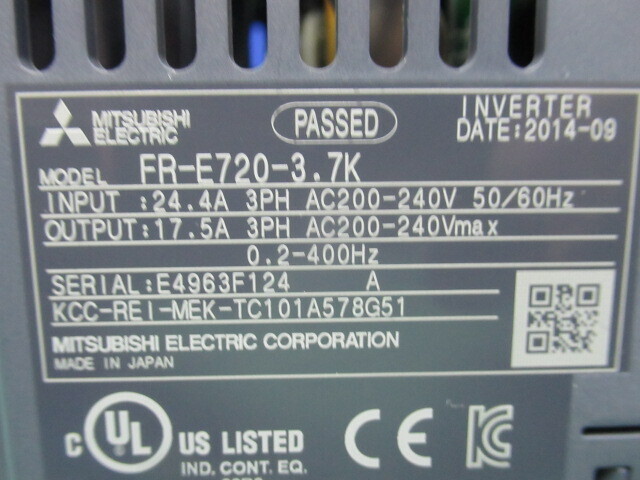 MITSUBISHI ELECTRIC
PASSED
INVERTER
DATE:2014-09
MODEL FR-E720-3.7K
INPUT :24.4A 3PH AC200-240V 50/60Hz
OUTPUT:17.5A 3PH AC200-240Vmax
0.2-400Hz
SERIAL:E4963F124 A
KCC-REI-MEK-TC101A578G51
MITSUBISHI ELECTRIC CORPORATION
MADE IN JAPAN
C UL US LISTED
IND. CONT. EQ.
CE